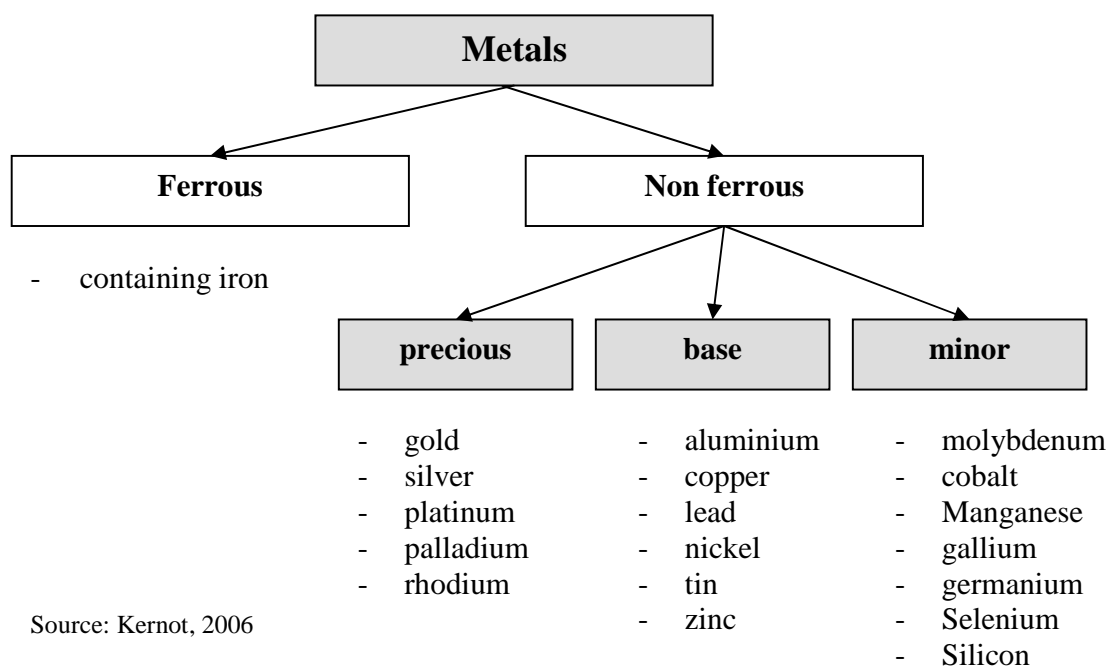 Metals
Ferrous
Non ferrous
- containing iron
precious
base
minor
- gold
- silver
- platinum
- palladium
- rhodium
- aluminium
- copper
- lead
- nickel
- tin
- zinc
- molybdenum
- cobalt
- Manganese
- gallium
- germanium
- Selenium
- Silicon
Source: Kernot, 2006